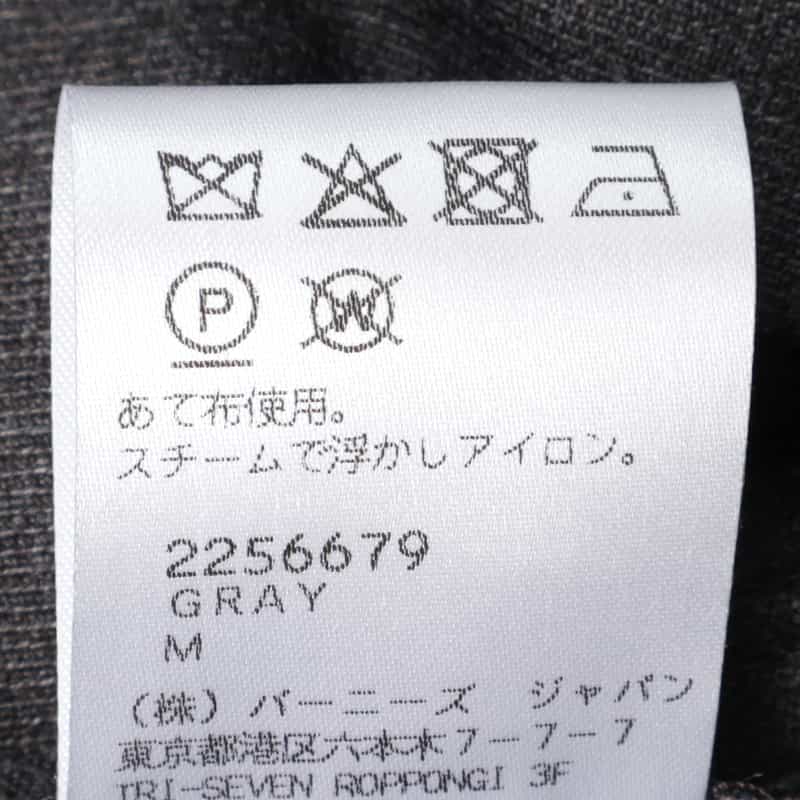 P W
あて布使用。
スチームで浮かしアイロン。
2256679
GRAY
M
(株) バーニーズ ジャパン
東京都港区六本木7-7-7
TRI-SEVEN ROPPONGI 3F